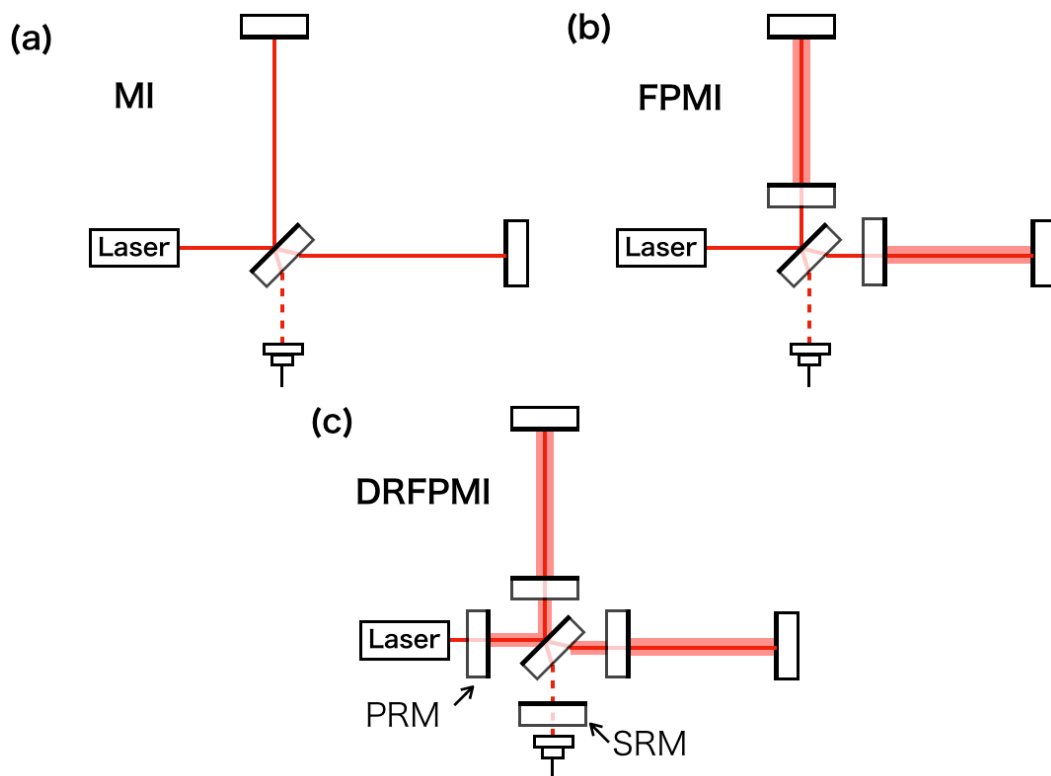 (a)
MI
Laser
(b)
FPMI
Laser
(c)
DRFPMI
Laser
PRM
SRM